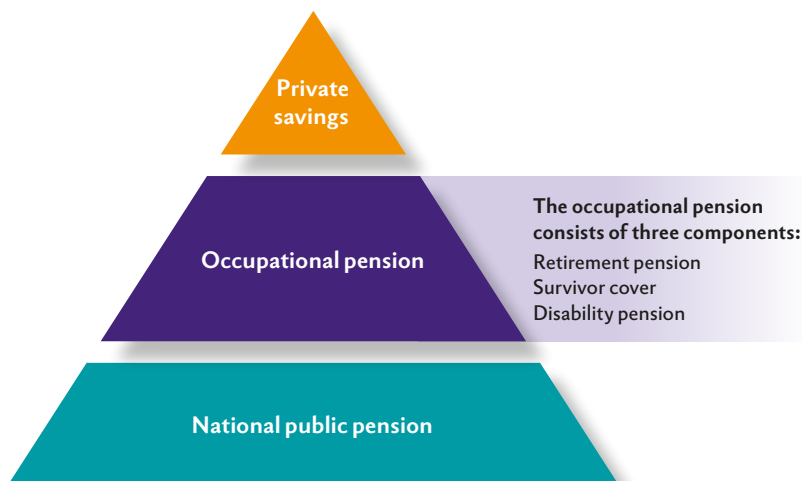 Private
savings
Occupational pension
The occupational pension
consists of three components:
Retirement pension
Survivor cover
Disability pension
National public pension